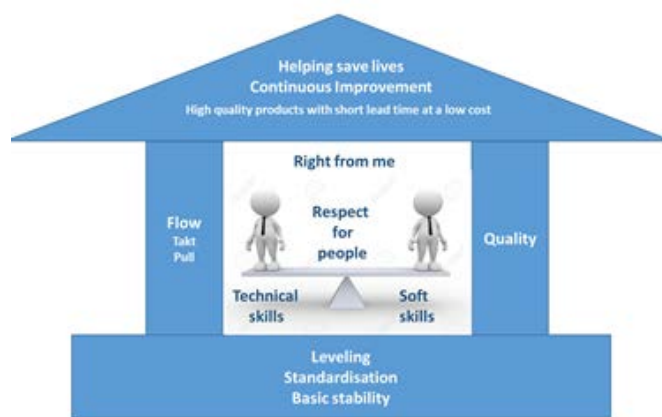 Helping save lives
Continuous Improvement
High quality products with short lead time at a low cost
Right from me
Flow
Takt
Pull
Respect
for
people
Quality
Technical
skills
Soft
skills
Leveling
Standardisation
Basic stability